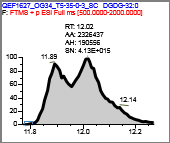 QEF1627_OG34_T5-35-0-3_SC DGDG-32:0
F: FTMS + p ESI Full ms [500.0000-2000.0000]
RT: 12.02
AA: 2326437
AH: 190556
SN: 4.13E+015
100
11.89
80
60
40
12.14
20
0
11.8 12.0 12.2